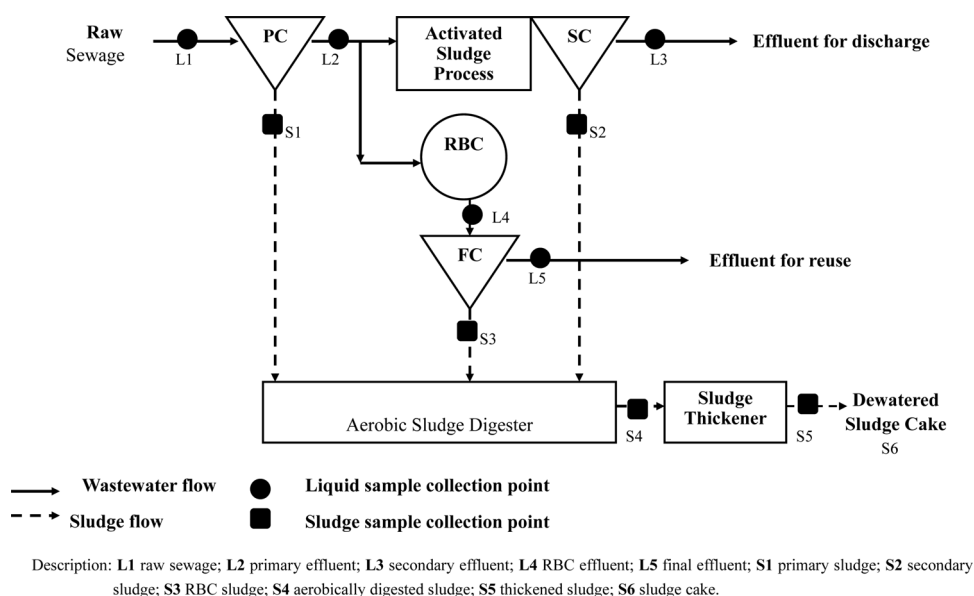 Raw
Sewage
L1
PC
L2
Activated
Sludge
Process
SC
L3
Effluent for discharge
S1
S2
RBC
L4
FC
L5
Effluent for reuse
S3
Aerobic Sludge Digester
S4
Sludge
Thickener
S5
Dewatered
Sludge Cake
S6
Wastewater flow
Liquid sample collection point
Sludge flow
Sludge sample collection point
Description: L1 raw sewage; L2 primary effluent; L3 secondary effluent; L4 RBC effluent; L5 final effluent; S1 primary sludge; S2 secondary
sludge; S3 RBC sludge; S4 aerobically digested sludge; S5 thickened sludge; S6 sludge cake.